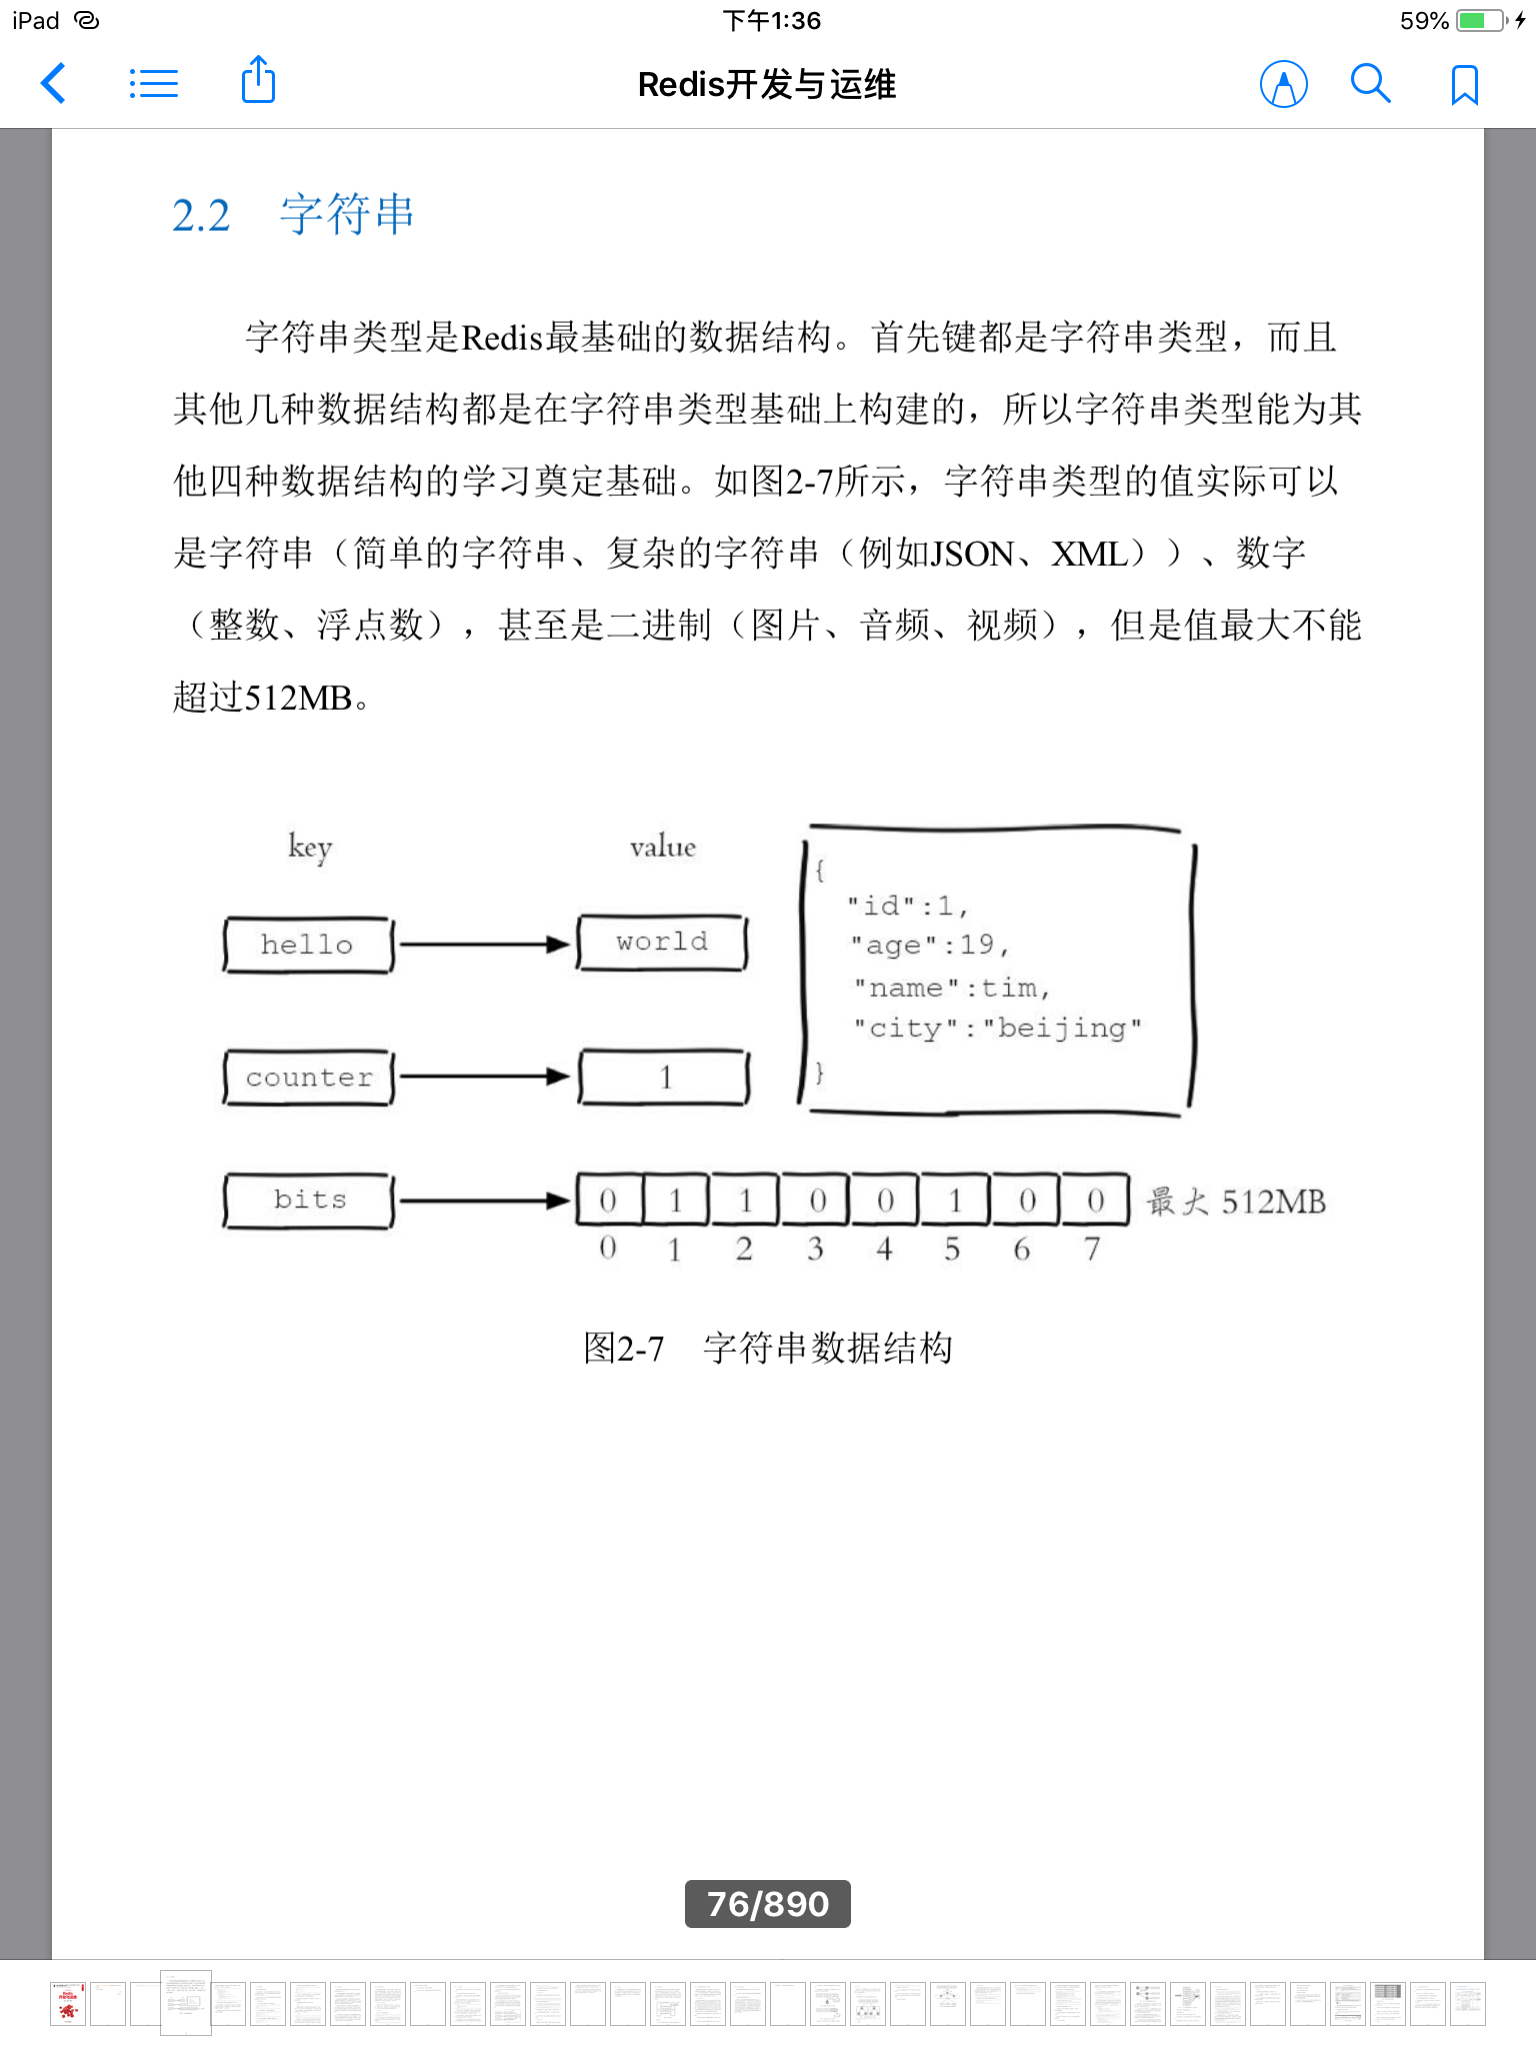 iPad
下午1:36
59%
Redis开发与运维
2.2 字符串
字符串类型是Redis最基础的数据结构。首先键都是字符串类型，而且
其他几种数据结构都是在字符串类型基础上构建的，所以字符串类型能为其
他四种数据结构的学习奠定基础。如图2-7所示，字符串类型的值实际可以
是字符串（简单的字符串、复杂的字符串（例如JSON、XML））、数字
（整数、浮点数），甚至是二进制（图片、音频、视频），但是值最大不能
超过512MB。
key
value
hello
world
counter
1
{
"id":1,
"age":19,
"name":tim,
"city":"beijing"
}
bits
0 1 1 0 0 1 0 0
最大 512MB
0 1 2 3 4 5 6 7
图2-7 字符串数据结构
76/890